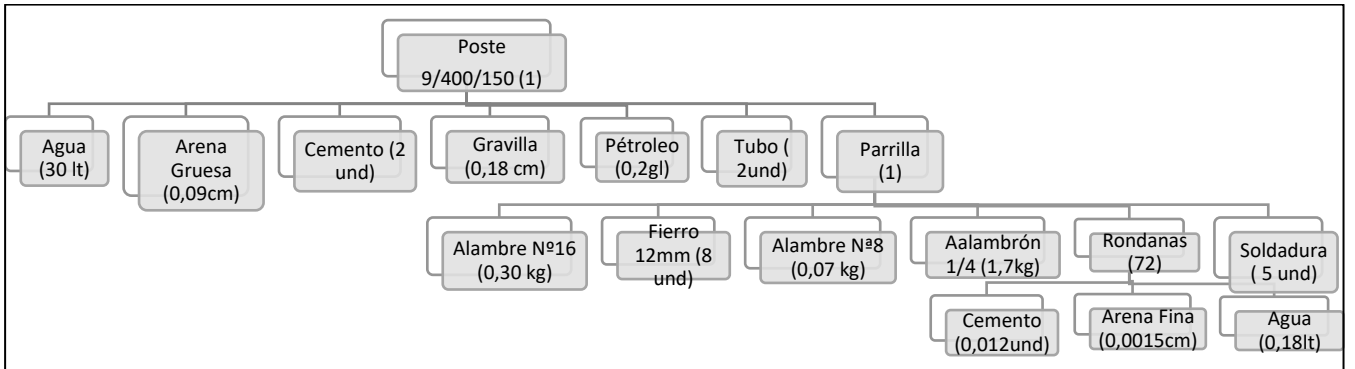 Poste
9/400/150 (1)
Agua
(30 lt)
Arena
Gruesa
(0,09cm)
Cemento (2
und)
Gravilla
(0,18 cm)
Pétroleo
(0,2gl)
Tubo (
2und)
Parrilla
(1)
Alambre Nº16
(0,30 kg)
Fierro
12mm (8
und)
Alambre Nª8
(0,07 kg)
Aalambrón
1/4 (1,7kg)
Rondanas
(72)
Soldadura
( 5 und)
Cemento
(0,012und)
Arena Fina
(0,0015cm)
Agua
(0,18lt)